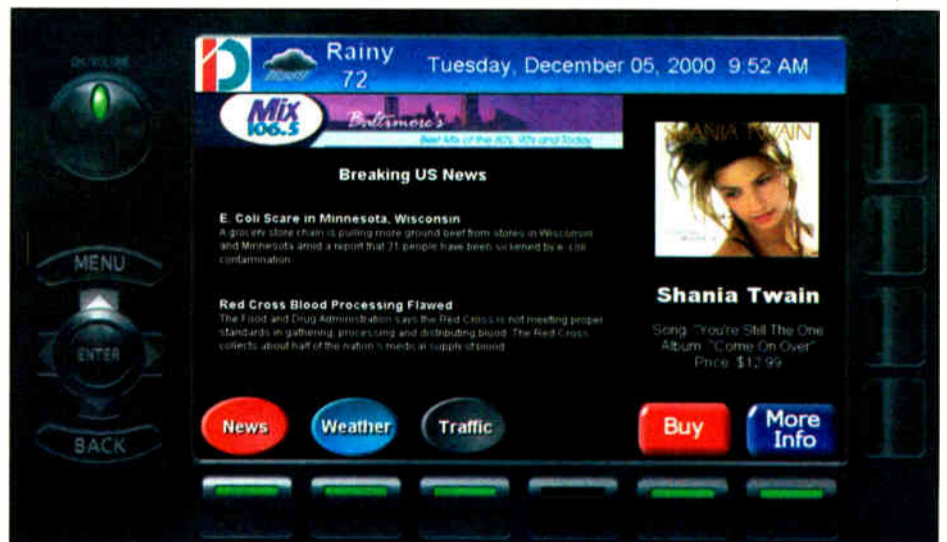 ON/VOLUME
Rainy
72
Tuesday, December 05, 2000 9:52 AM
Mix
106.5
Baltimore's
Best Mix of the 80's, 90's and Today
Breaking US News
E. Coli Scare in Minnesota, Wisconsin
A grocery store chain is pulling more ground beef from stores in Wisconsin
and Minnesota amid a report that 21 people have been sickened by e. coli
contamination
Red Cross Blood Processing Flawed
The Food and Drug Administration says the Red Cross is not meeting proper
standards in gathering, processing and distributing blood. The Red Cross
collects about half of the nation's medical supply of blood
SHANIA TWAIN
Shania Twain
Song: "You're Still The One
Album: "Come On Over"
Price: $12.99
MENU
ENTER
BACK
News
Weather
Traffic
Buy
More
Info